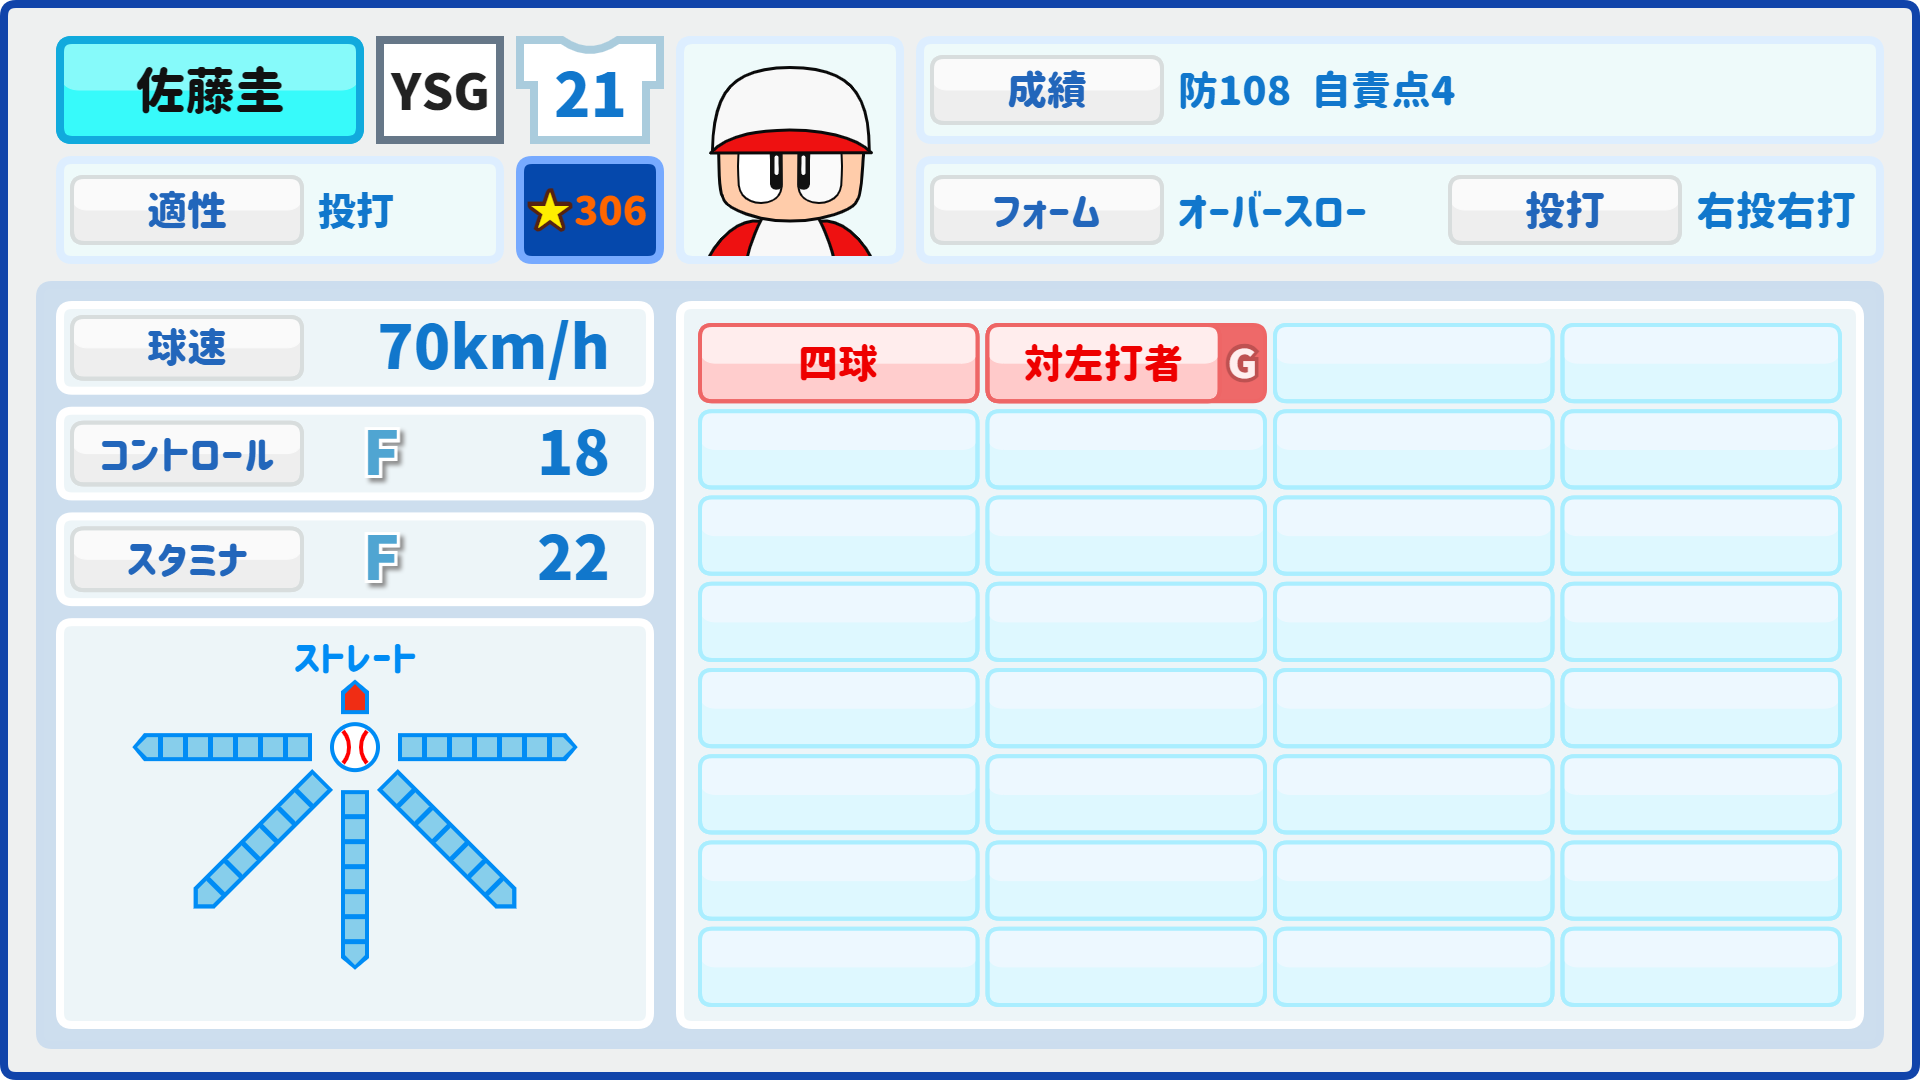 佐藤圭
YSG
21
成績 防108 自責点4
適性 投打
★306
フォーム オーバースロー 投打 右投右打
球速 70km/h
四球 対左打者 G
コントロール F 18
スタミナ F 22
ストレート